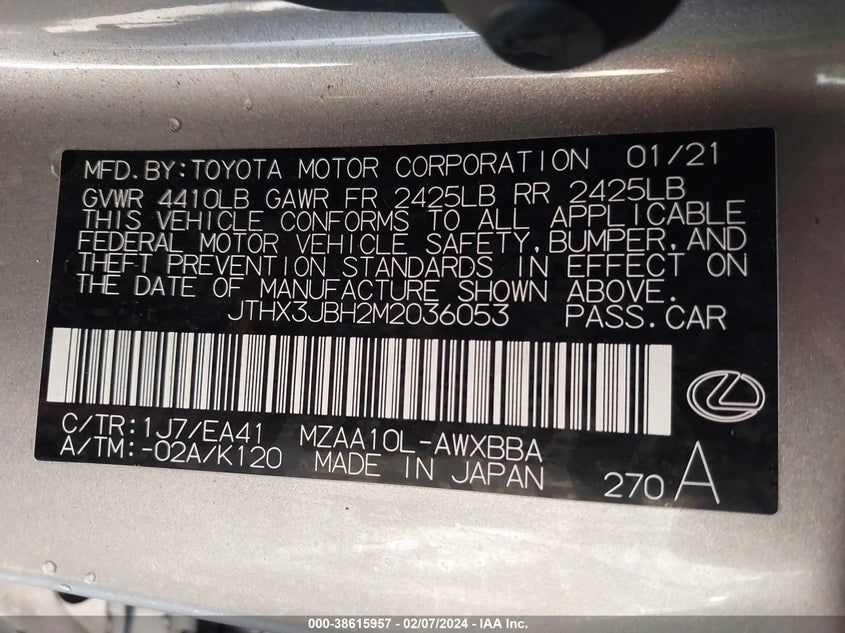 MFD.BY:TOYOTA MOTOR CORPORATION 01/21
GVWR 4410LB GAWR FR 2425LB RR 2425LB
THIS VEHICLE CONFORMS TO ALL APPLICABLE
FEDERAL MOTOR VEHICLE SAFETY,BUMPER,AND
THEFT PREVENTION STANDARDS IN EFFECT ON
THE DATE OF MANUFACTURE SHOWN ABOVE.
JTHX3JBH2M2036053 PASS.CAR
C/TR:1J7/EA41 MZAA10L-AWXBBA
A/TM:-02A/K120 MADE IN JAPAN
270 A
000-38615957 - 02/07/2024 - IAA Inc.